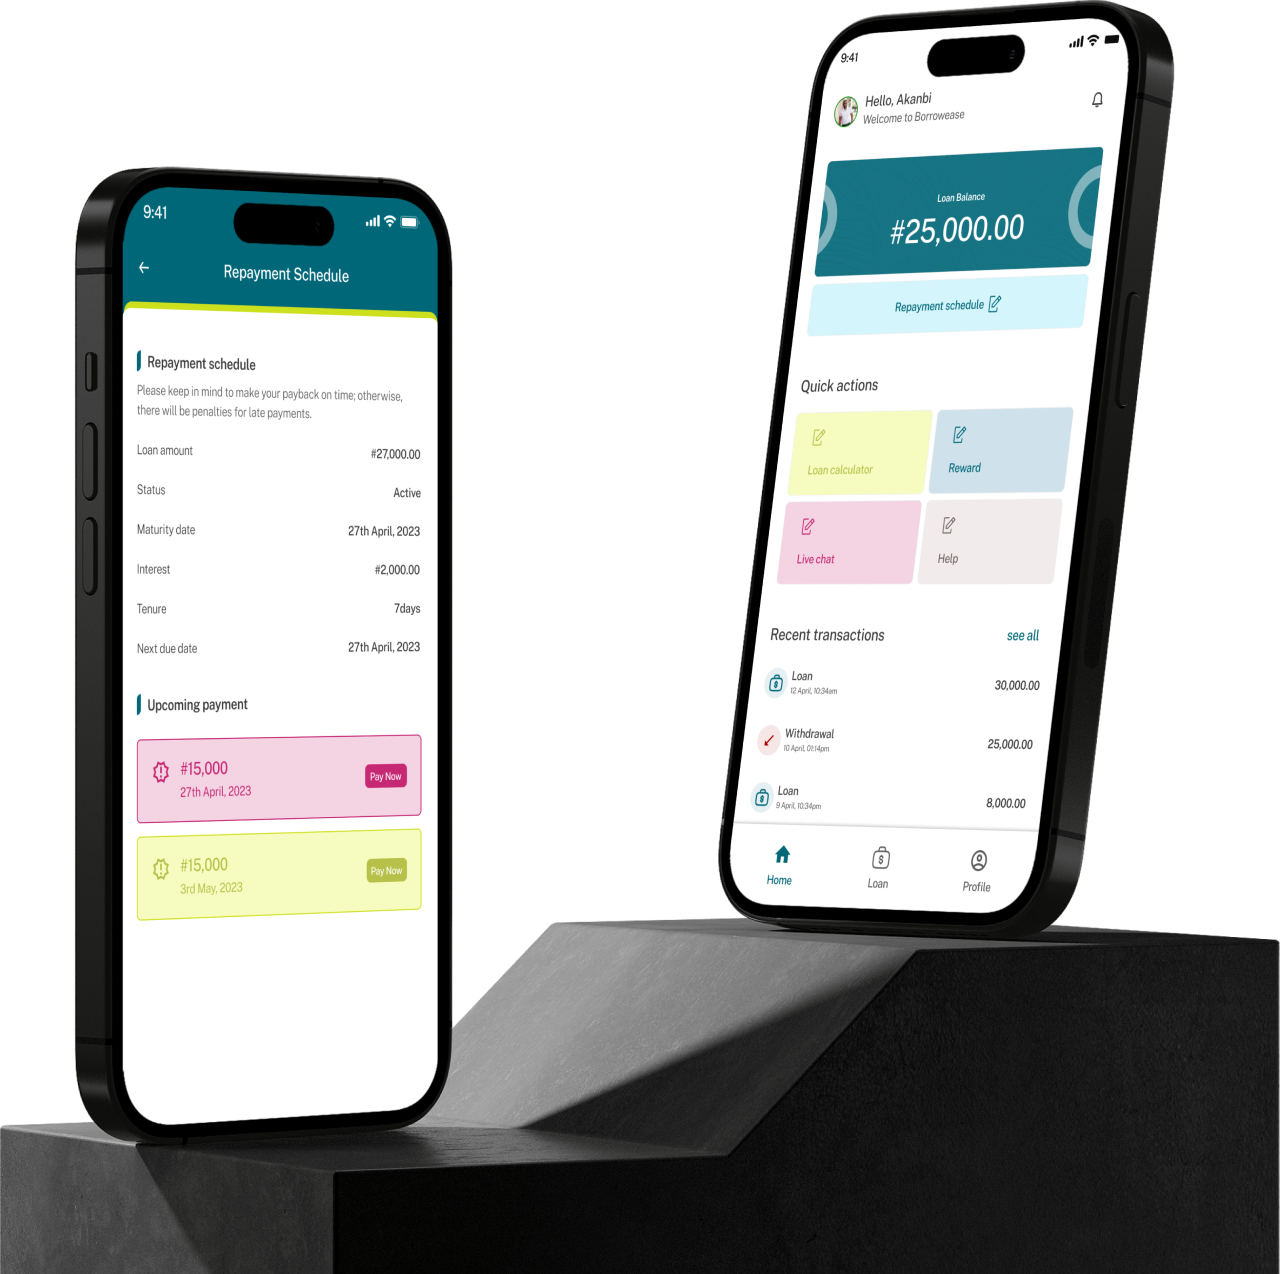 9:41
Repayment Schedule
Repayment schedule
Please keep in mind to make your payback on time; otherwise,
there will be penalties for late payments.
Loan amount #27,000.00
Status Active
Maturity date 27th April, 2023
Interest #2,000.00
Tenure 7days
Next due date 27th April, 2023
Upcoming payment
#15,000
27th April, 2023
Pay Now
#15,000
3rd May, 2023
Pay Now
9:41
Hello, Akanbi
Welcome to Borrowease
Loan Balance
#25,000.00
Repayment schedule
Quick actions
Loan calculator
Reward
Live chat
Help
Recent transactions see all
Loan
12 April, 10:34am
30,000.00
Withdrawal
10 April, 01:14pm
25,000.00
Loan
9 April, 10:34pm
8,000.00
Home Loan Profile